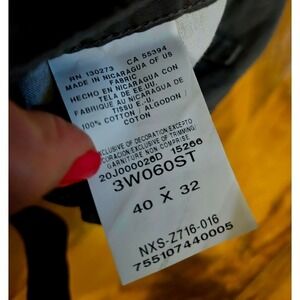 RN 130273 CA 55394
MADE IN NICARAGUA OF US
FABRIC
HECHO EN NICARAGUA CON
TELA DE EE.UU.
FABRIQUE AU NICARAGUA EN
TISSU E.-U.
100% COTTON / ALGODON /
COTON
EXCLUSIVE OF DECORATION/EXCEPTO
DECORACION/EXCLUSIVE OF TRIMMING/
GARNITURE NON COMPRISE
20J000026D 15266
3W060ST
40 X 32
NXS-Z716-016
755107440005